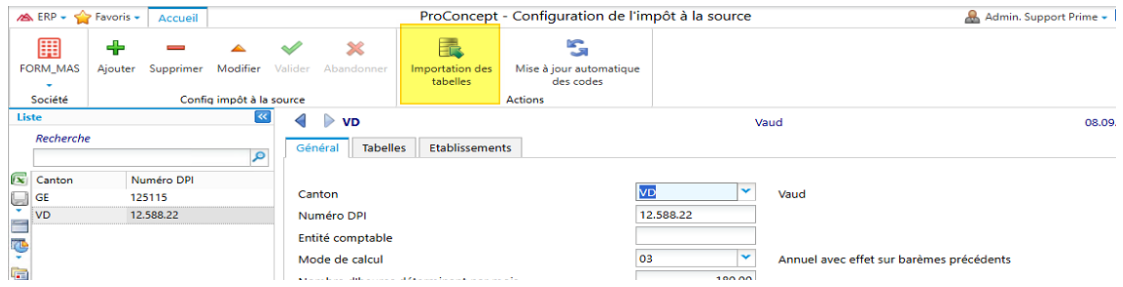 ERP Favoris Accueil ProConcept - Configuration de l'impôt à la source Admin. Support Prime
FORM_MAS Ajouter Supprimer Modifier Valider Abandonner Importation des tabelles Mise à jour automatique des codes
Société Config impôt à la source Actions
Liste VD Vaud 08.09.
Recherche
Général Tabelles Etablissements
Canton Numéro DPI
GE 125115
VD 12.588.22
Canton VD Vaud
Numéro DPI 12.588.22
Entité comptable
Mode de calcul 03 Annuel avec effet sur barèmes précédents